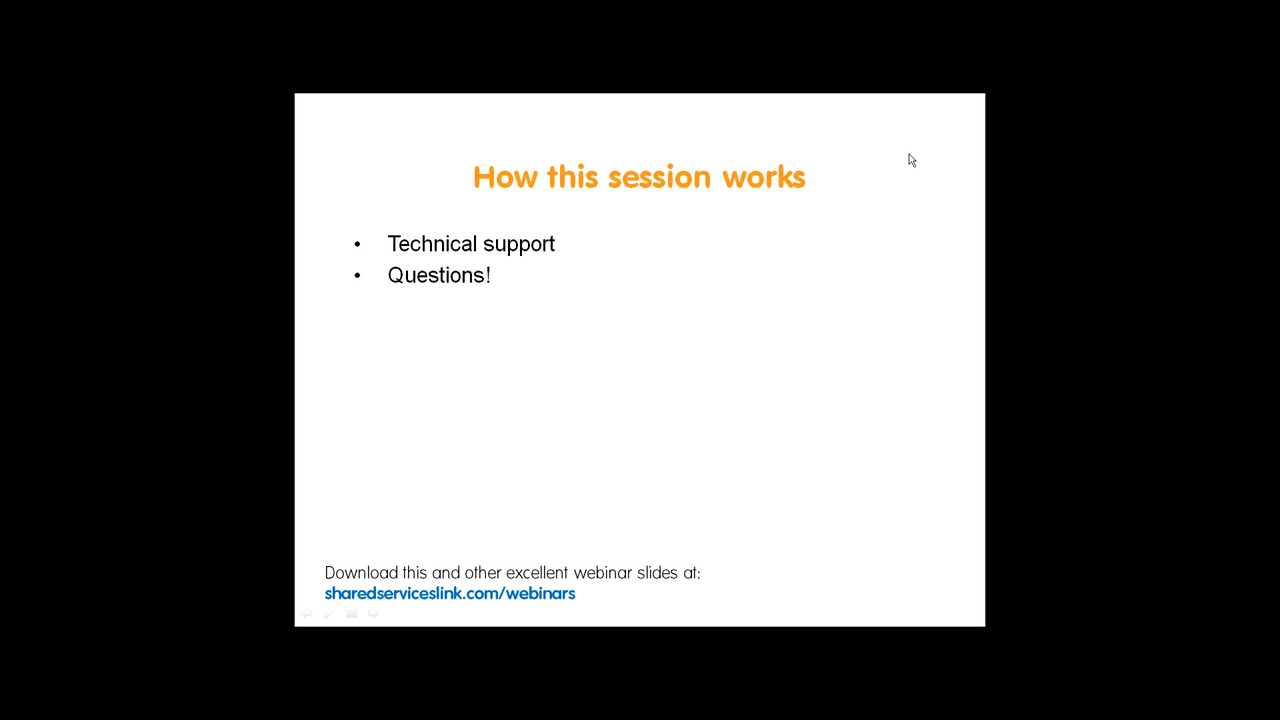 How this session works
• Technical support
• Questions!
Download this and other excellent webinar slides at:
sharedserviceslink.com/webinars